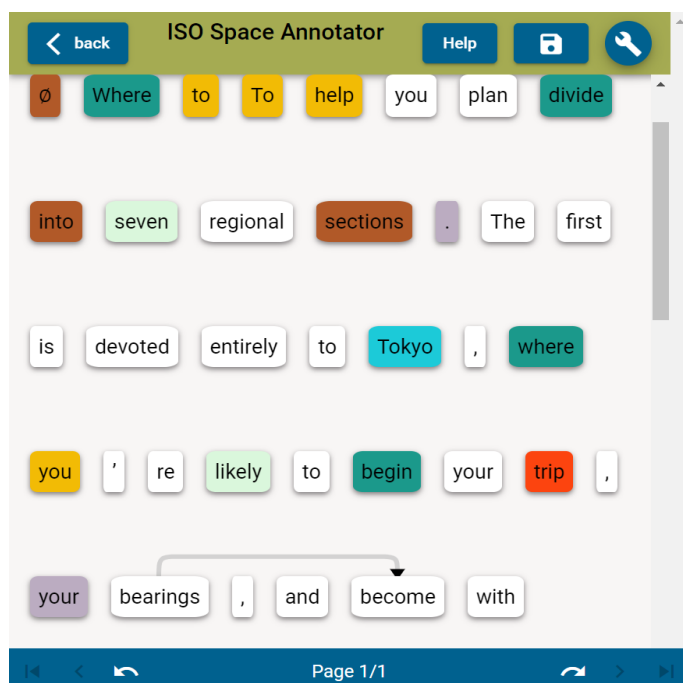 back ISO Space Annotator Help
Ø Where to To help you plan divide
into seven regional sections . The first
is devoted entirely to Tokyo , where
you ’ re likely to begin your trip ,
your bearings , and become with
Page 1/1